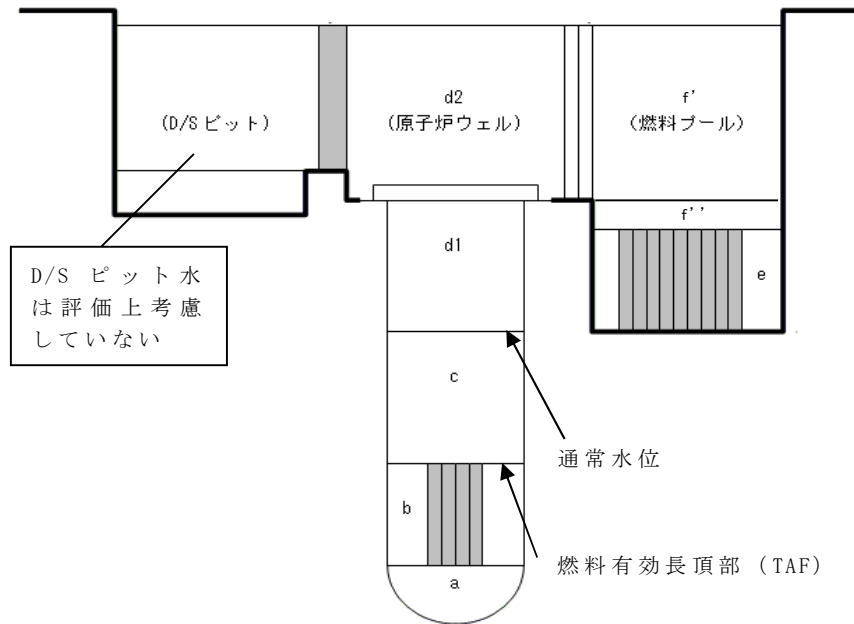 d2
(D/Sピット)
(原子炉ウェル)
f'
(燃料プール)
f''
d1
e
D/S ピット水
は評価上考慮
していない
c
通常水位
b
燃料有効長頂部 (TAF)
a